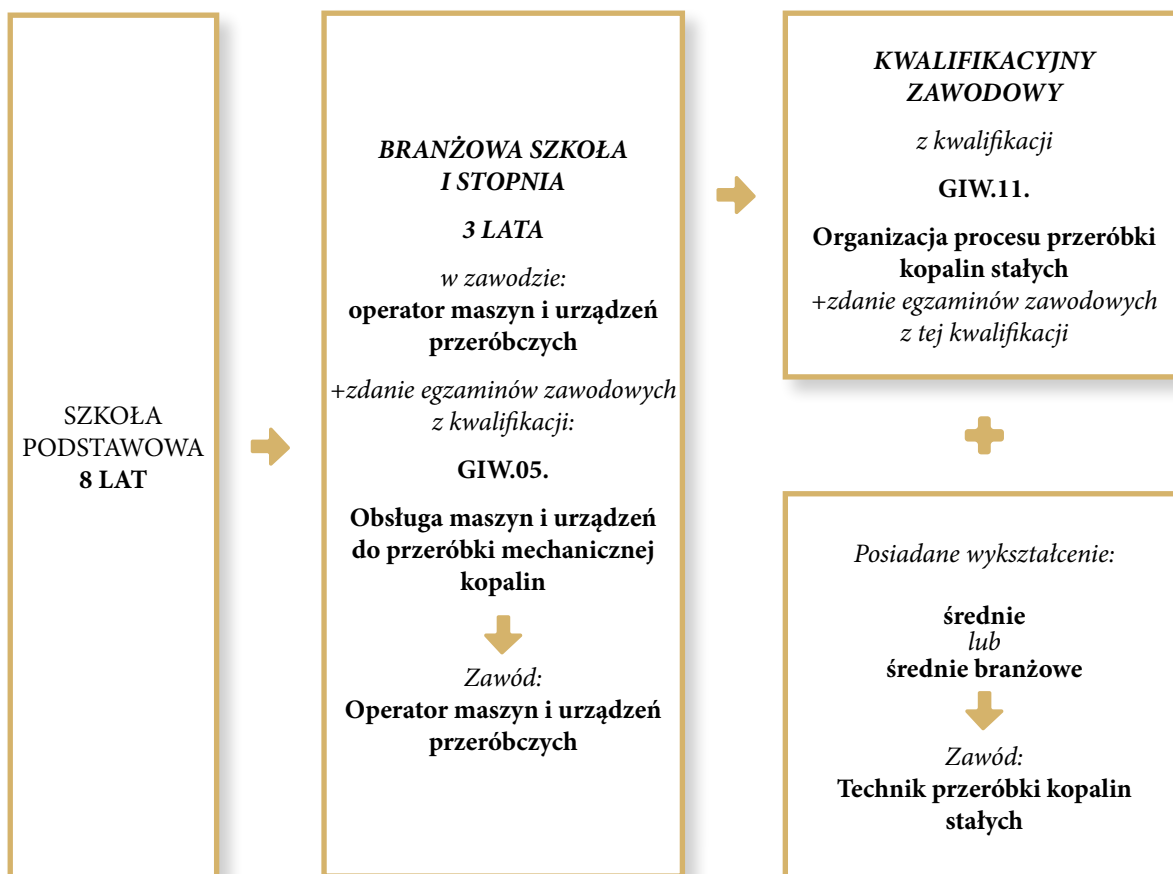 SZKOŁA
PODSTAWOWA
8 LAT
BRANŻOWA SZKOŁA
I STOPNIA
3 LATA
w zawodzie:
operator maszyn i urządzeń
przeróbczych
+zdanie egzaminów zawodowych
z kwalifikacji:
GIW.05.
Obsługa maszyn i urządzeń
do przeróbki mechanicznej
kopalin
Zawód:
Operator maszyn i urządzeń
przeróbczych
KWALIFIKACYJNY
ZAWODOWY
z kwalifikacji
GIW.11.
Organizacja procesu przeróbki
kopalin stałych
+zdanie egzaminów zawodowych
z tej kwalifikacji
Posiadane wykształcenie:
średnie
lub
średnie branżowe
Zawód:
Technik przeróbki kopalin
stałych